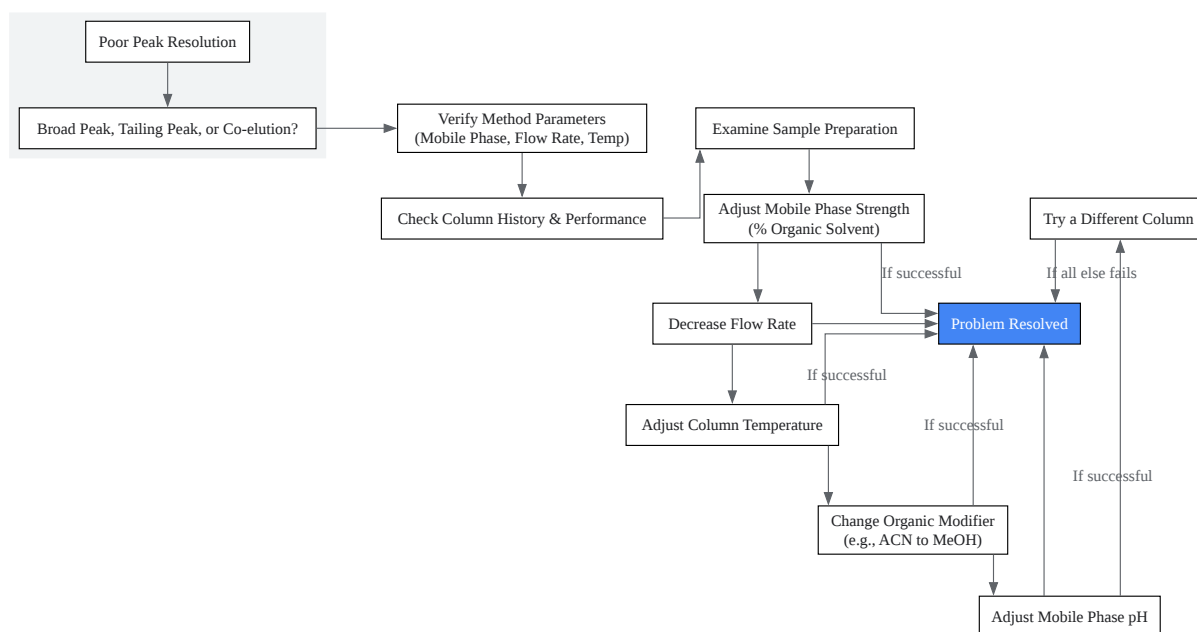 Poor Peak Resolution
Broad Peak, Tailing Peak, or Co-elution?
Verify Method Parameters
(Mobile Phase, Flow Rate, Temp)
Check Column History & Performance
Examine Sample Preparation
Adjust Mobile Phase Strength
(% Organic Solvent)
Try a Different Column
If successful
If all else fails
Decrease Flow Rate
Problem Resolved
If successful
Adjust Column Temperature
If successful
If successful
Change Organic Modifier
(e.g., ACN to MeOH)
Adjust Mobile Phase pH